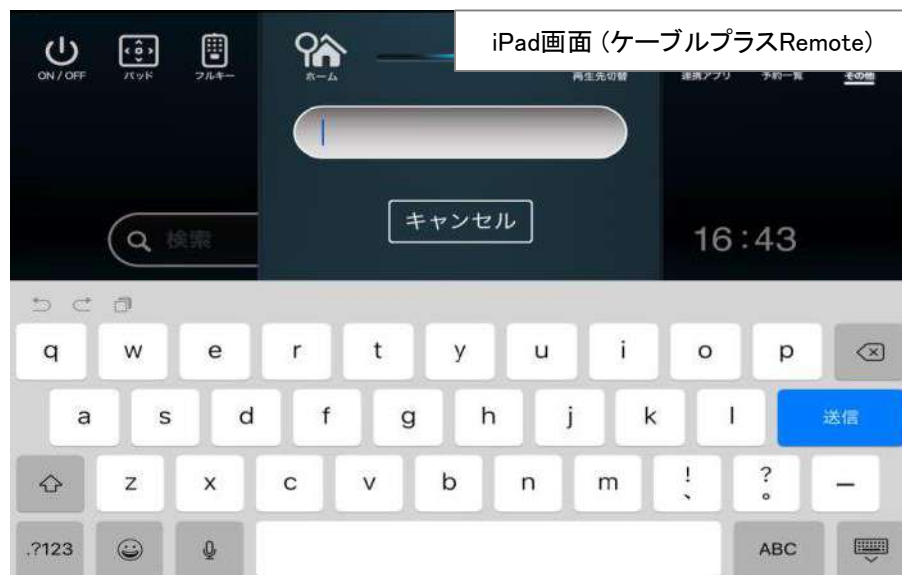 iPad画面（ケーブルプラスRemote）
ON / OFF パッド フルキー ホーム 再生先切替 連携アプリ 予約一覧 その他
キャンセル
検索
16:43
q w e r t y u i o p
a s d f g h j k l 送信
z x c v b n m ! 、 ? 。 ー
.?123 ABC